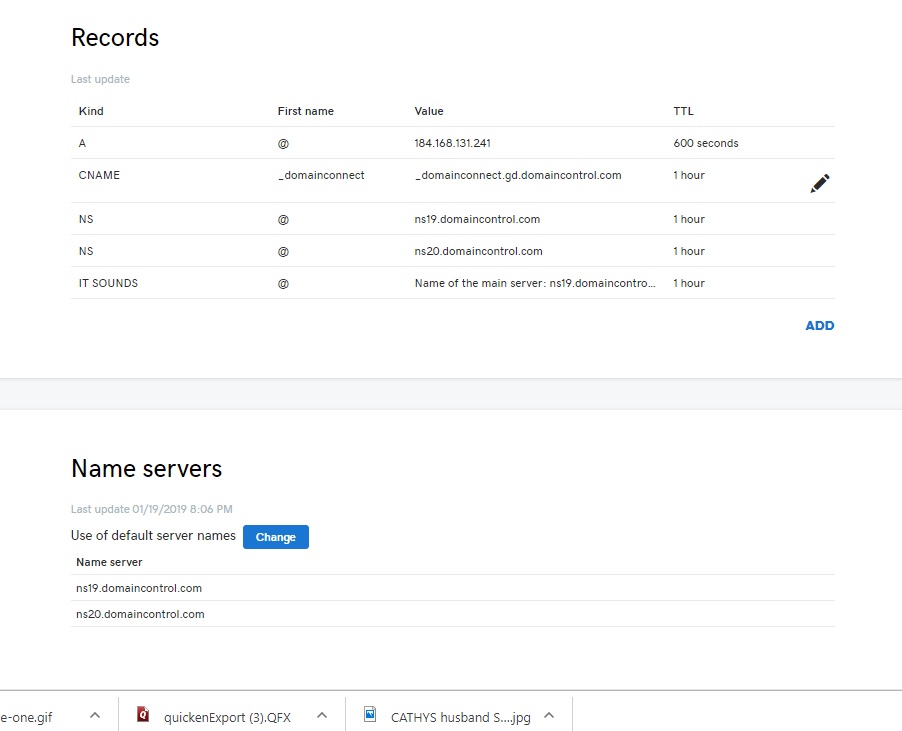 Records
Last update
Kind First name Value TTL
A @ 184.168.131.241 600 seconds
CNAME _domainconnect _domainconnect.gd.domaincontrol.com 1 hour
NS @ ns19.domaincontrol.com 1 hour
NS @ ns20.domaincontrol.com 1 hour
IT SOUNDS @ Name of the main server: ns19.domaincontro... 1 hour
ADD
Name servers
Last update 01/19/2019 8:06 PM
Use of default server names Change
Name server
ns19.domaincontrol.com
ns20.domaincontrol.com
e-one.gif quickenExport (3).QFX CATHYS husband S....jpg